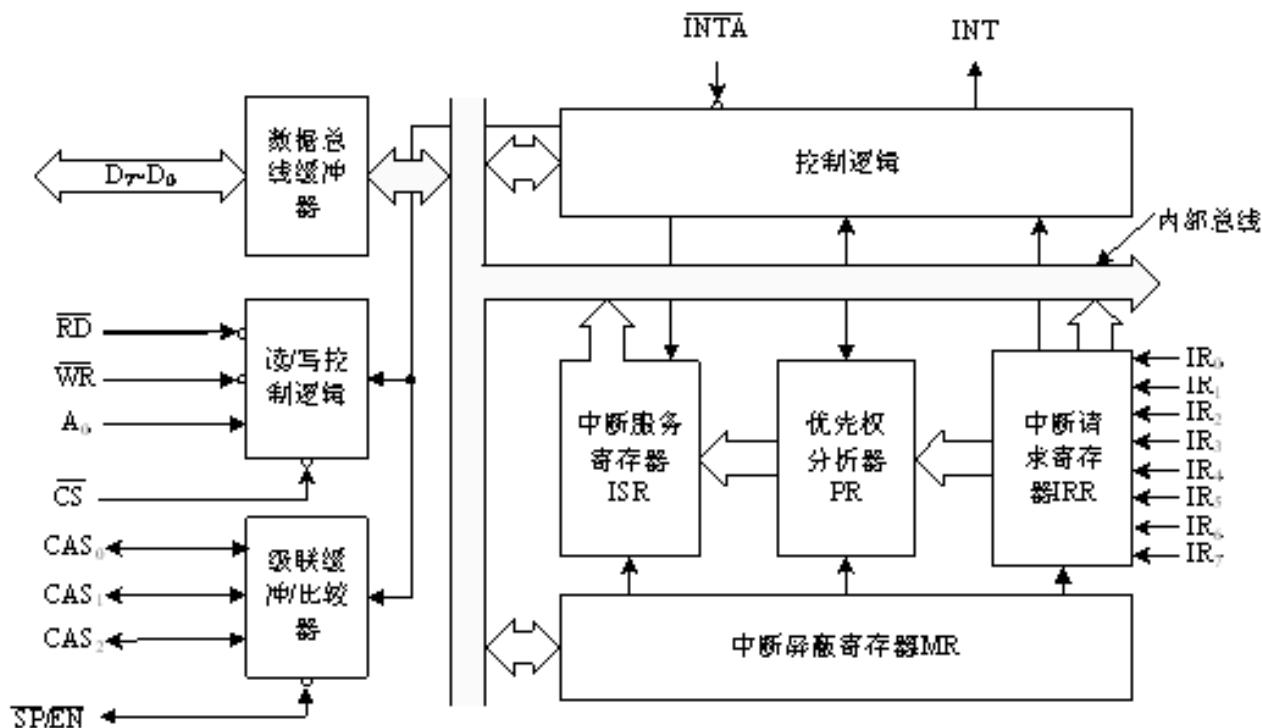 INTA
INT
数据总
线缓冲
器
D7~D0
控制逻辑
内部总线
RD
WR
A0
CS
读/写控
制逻辑
中断服务
寄存器
ISR
优先权
分析器
PR
中断请
求寄存
器IRR
IR0
IR1
IR2
IR3
IR4
IR5
IR6
IR7
CAS0
CAS1
CAS2
级联缓
冲/比较
器
SP/EN
中断屏蔽寄存器IMR